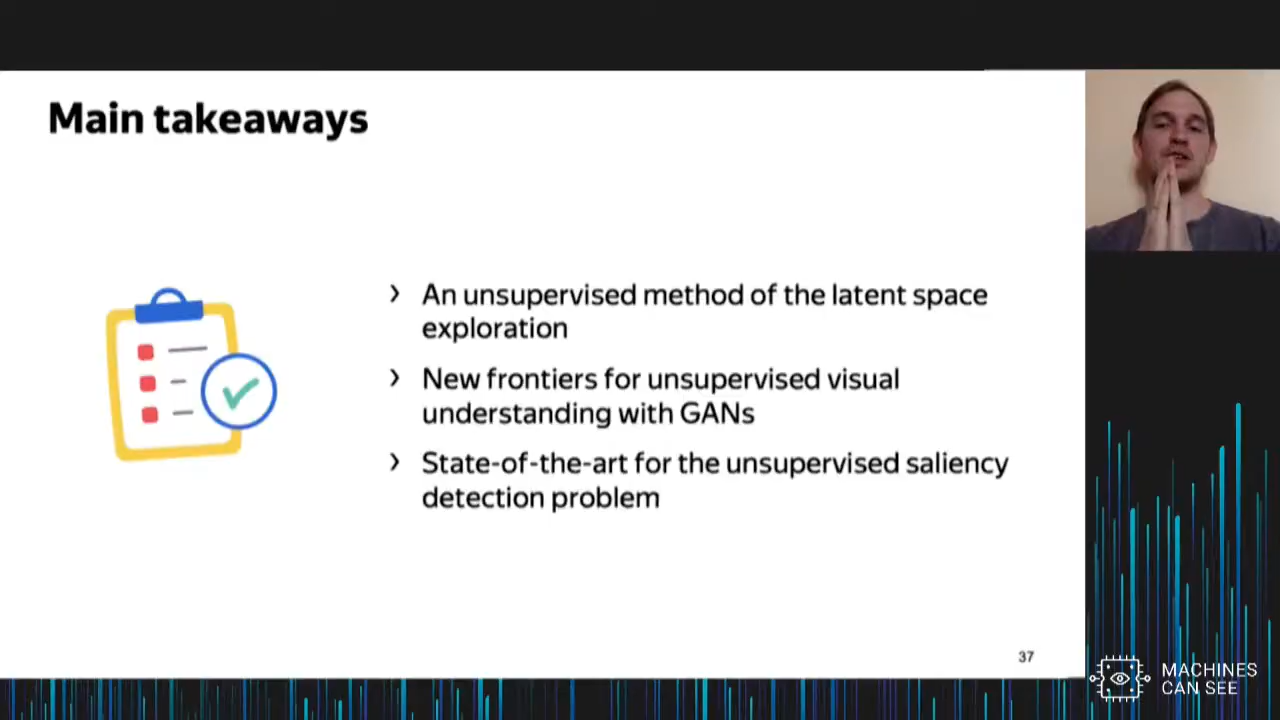 Main takeaways
› An unsupervised method of the latent space
exploration
› New frontiers for unsupervised visual
understanding with GANs
› State-of-the-art for the unsupervised saliency
detection problem
37
MACHINES
CAN SEE